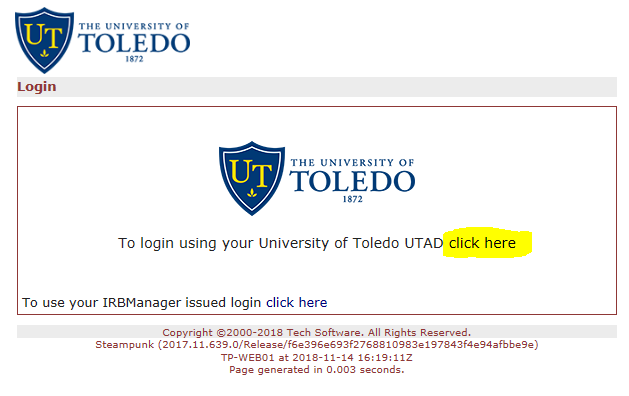 UT THE UNIVERSITY OF
TOLEDO
1872
Login
UT THE UNIVERSITY OF
TOLEDO
1872
To login using your University of Toledo UTAD click here
To use your IRBManager issued login click here
Copyright ©2000-2018 Tech Software. All Rights Reserved.
Steampunk (2017.11.639.0/Release/f6e396e693f2768810983e197843f4e94afbbe9e)
TP-WEB01 at 2018-11-14 16:19:11Z
Page generated in 0.003 seconds.